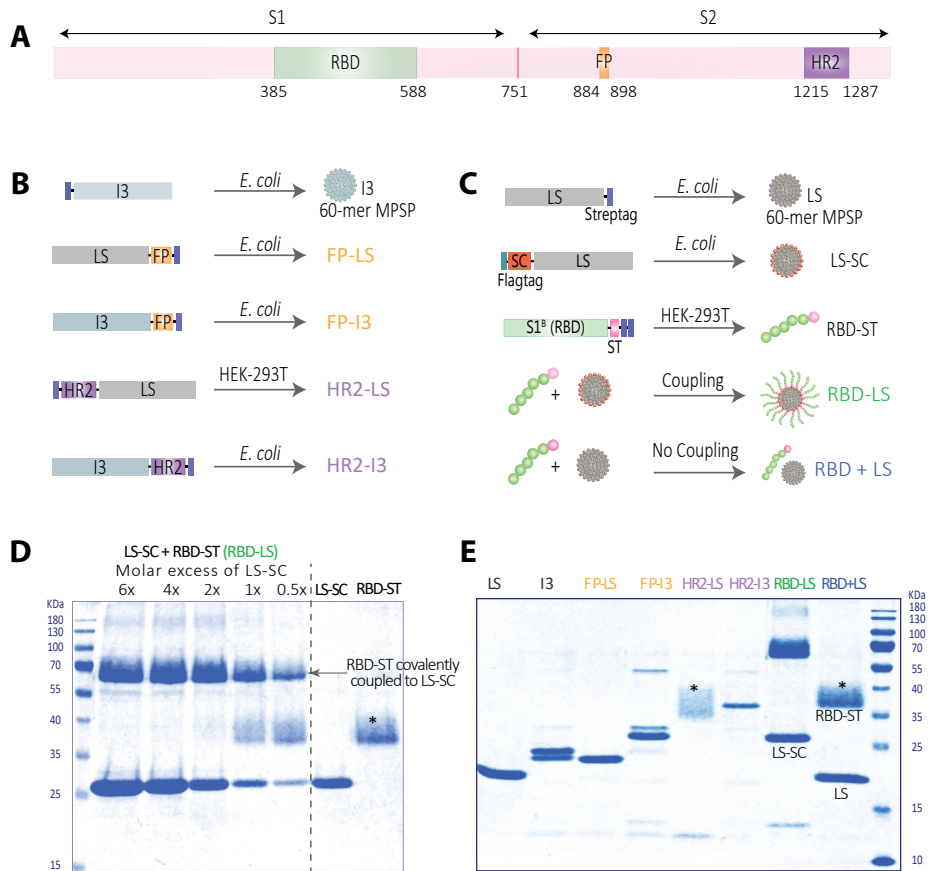 S1
S2
A
RBD
FP
HR2
385
588
751
884
898
1215
1287
B
I3
E. coli
I3
60-mer MPSP
LS
FP
E. coli
FP-LS
I3
FP
E. coli
FP-I3
HR2
LS
HEK-293T
HR2-LS
I3
HR2
E. coli
HR2-I3
C
LS
Streptag
E. coli
LS
60-mer MPSP
SC
LS
Flagtag
E. coli
LS-SC
S1ᴮ (RBD)
ST
HEK-293T
RBD-ST
+
Coupling
RBD-LS
+
No Coupling
RBD + LS
D
LS-SC + RBD-ST (RBD-LS)
Molar excess of LS-SC
6x 4x 2x 1x 0.5x LS-SC RBD-ST
KDa
180
130
100
70
55
40
35
25
15
RBD-ST covalently
coupled to LS-SC
*
E
LS I3 FP-LS FP-I3 HR2-LS HR2-I3 RBD-LS RBD+LS
KDa
180
130
100
70
55
40
35
25
15
10
*
*
RBD-ST
LS-SC
LS